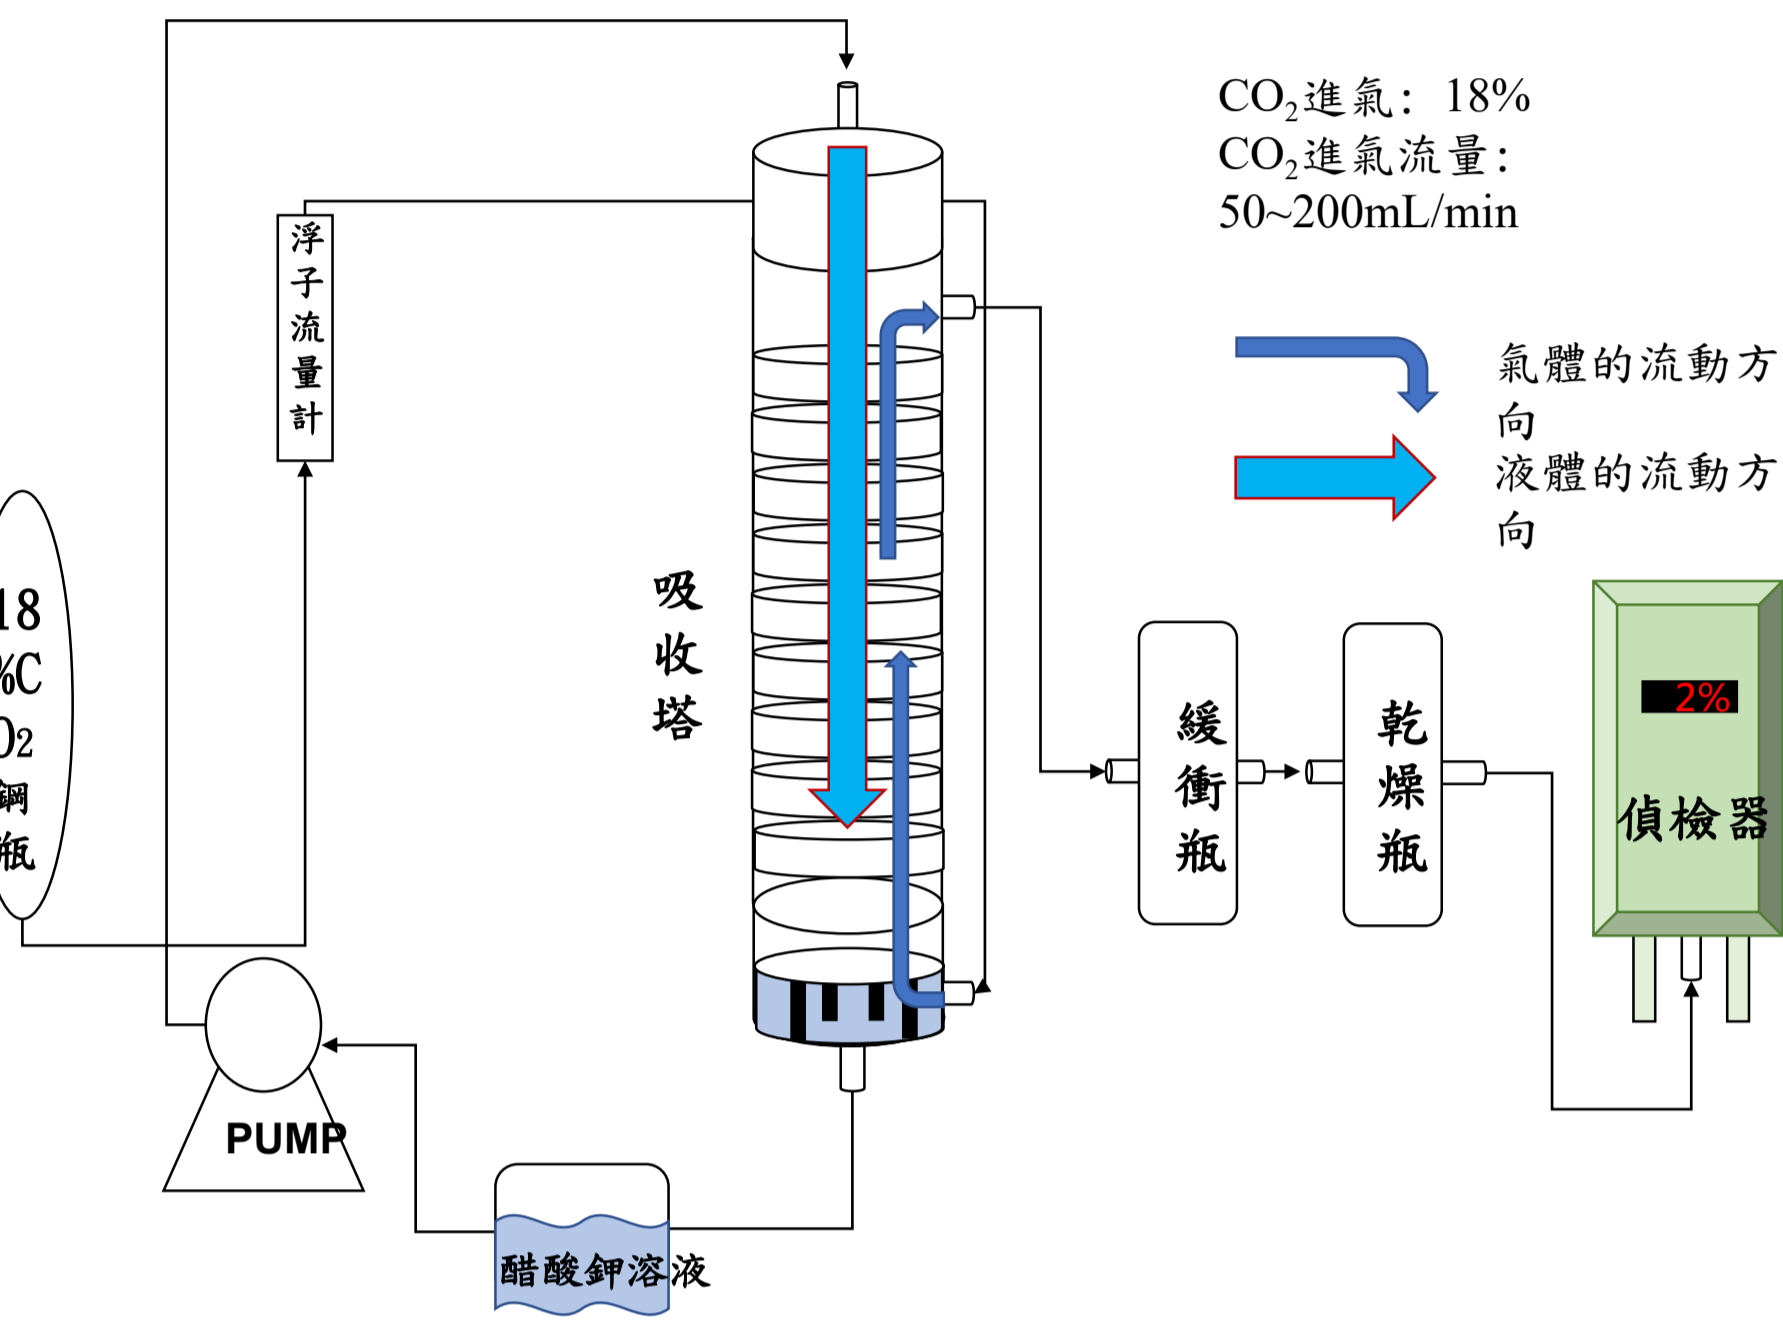 CO₂進氣：18%
CO₂進氣流量：
50~200mL/min
浮
子
流
量
計
氣體的流動方
向
液體的流動方
向
吸
收
塔
18
%C
O2
鋼
瓶
緩
衝
瓶
乾
燥
瓶
2%
偵檢器
PUMP
醋酸鉀溶液